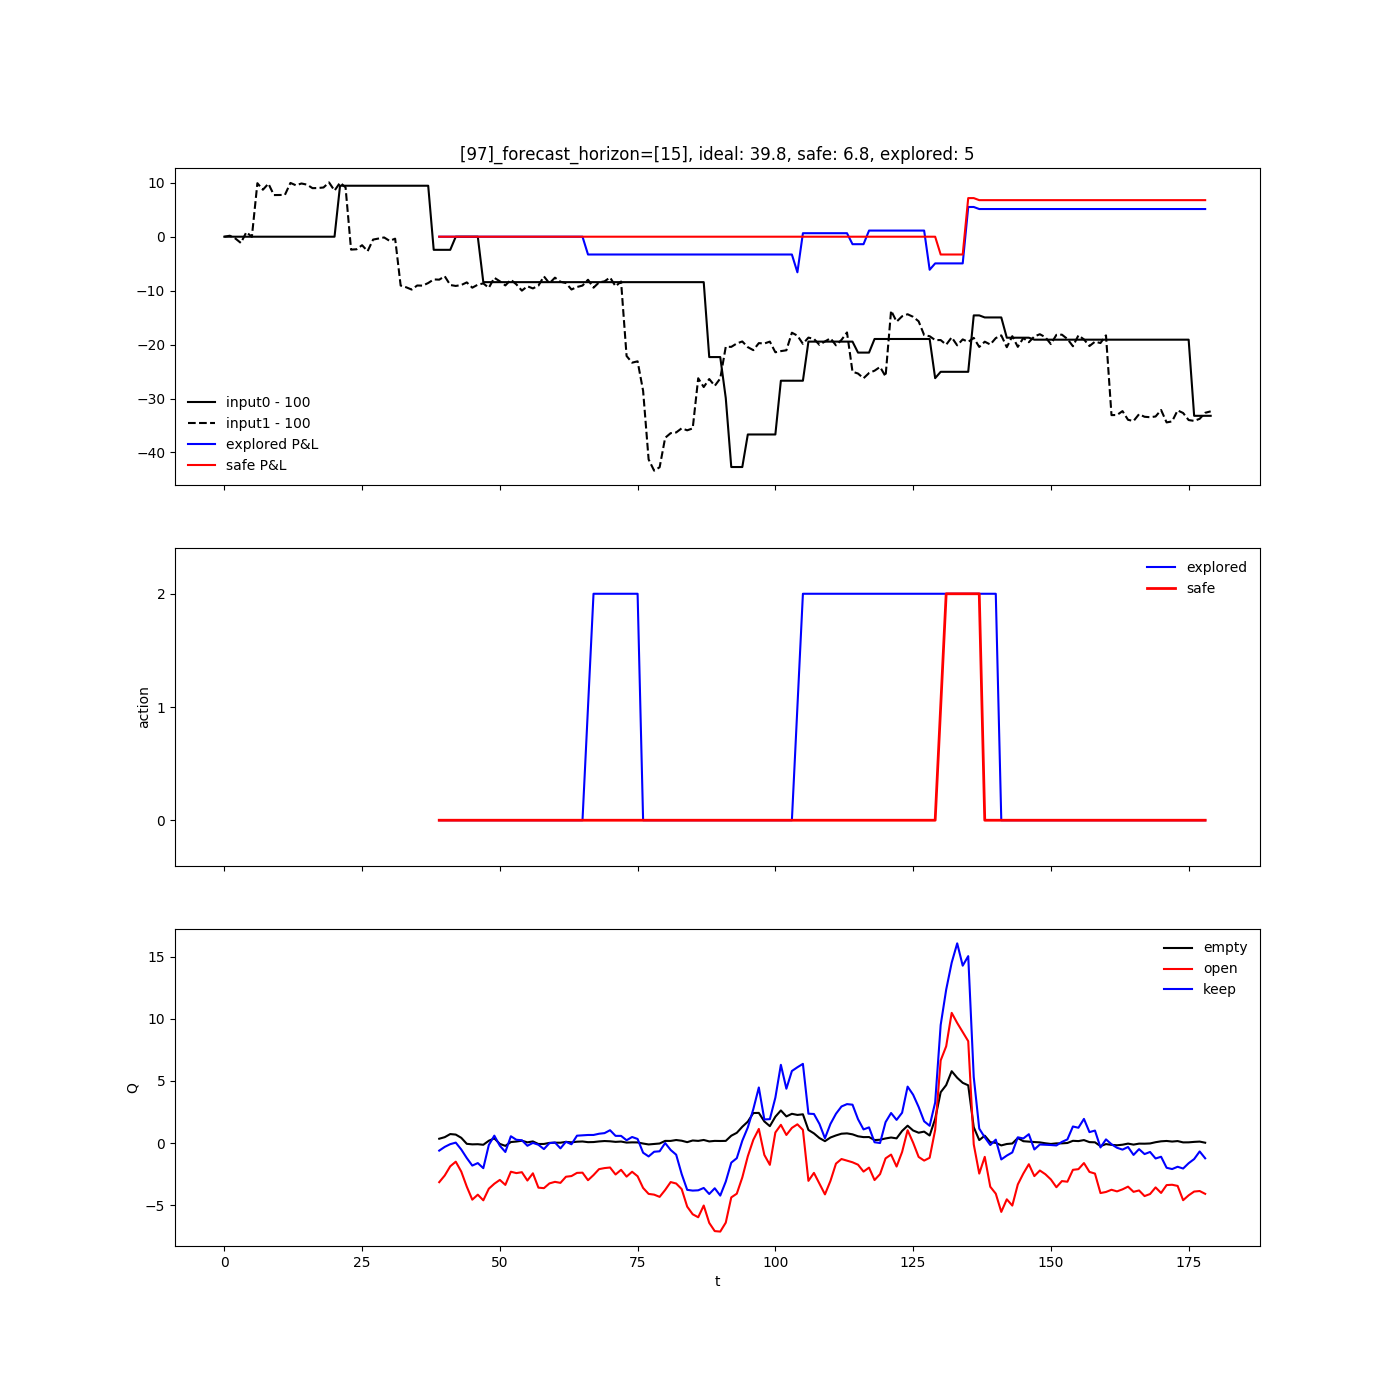 [97]_forecast_horizon=[15], ideal: 39.8, safe: 6.8, explored: 5
10
0
−10
−20
−30
−40
input0 - 100
input1 - 100
explored P&L
safe P&L
2
1
0
action
explored
safe
15
10
5
0
−5
Q
empty
open
keep
0 25 50 75 100 125 150 175
t